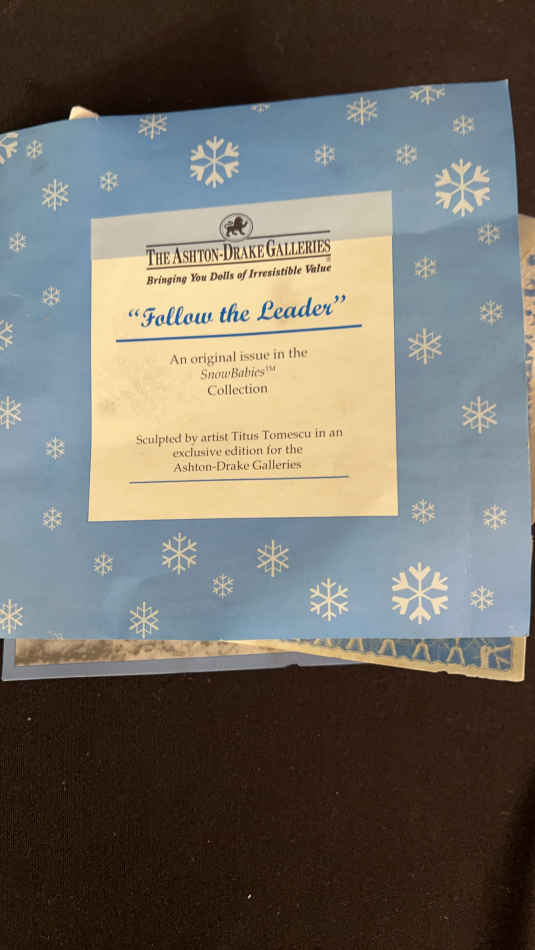 THE ASHTON-DRAKE GALLERIES
Bringing You Dolls of Irresistible Value®
“Follow the Leader”
An original issue in the
SnowBabies™
Collection
Sculpted by artist Titus Tomescu in an
exclusive edition for the
Ashton-Drake Galleries